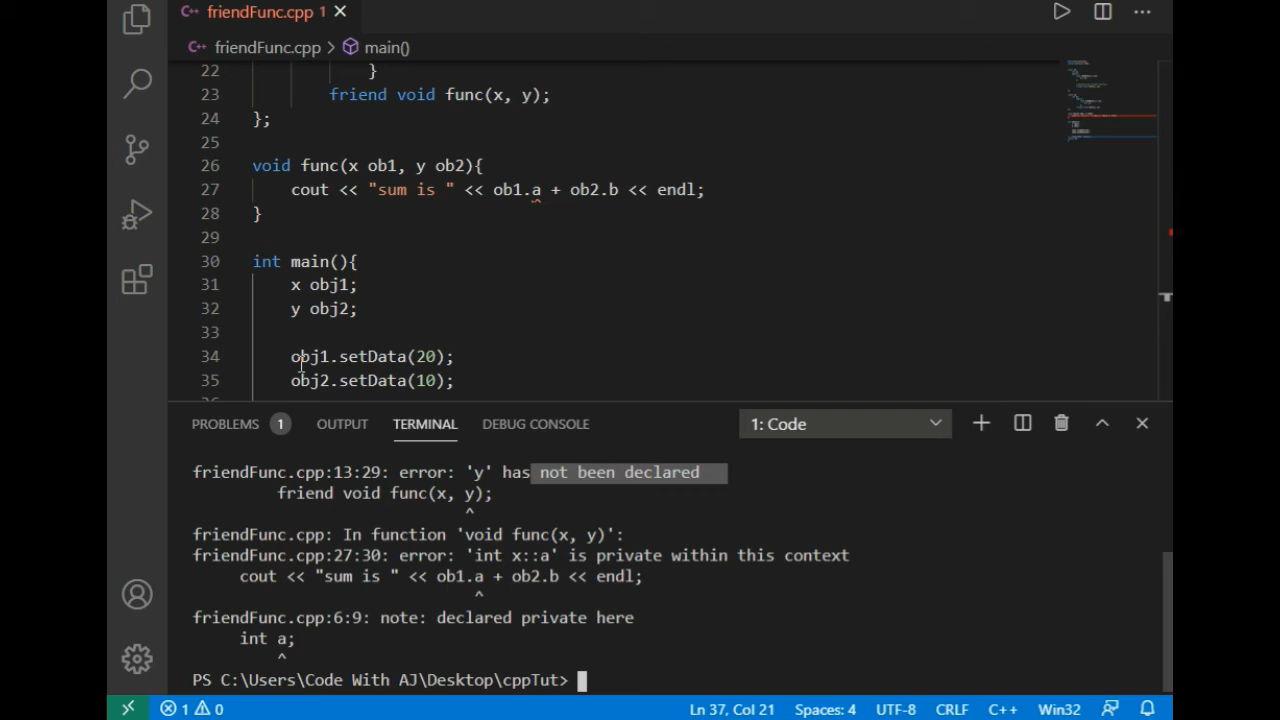 friendFunc.cpp 1
friendFunc.cpp > main()
22 }
23 friend void func(x, y);
24 };
25
26 void func(x ob1, y ob2){
27 cout << "sum is " << ob1.a + ob2.b << endl;
28 }
29
30 int main(){
31 x obj1;
32 y obj2;
33
34 obj1.setData(20);
35 obj2.setData(10);
PROBLEMS 1 OUTPUT TERMINAL DEBUG CONSOLE 1: Code
friendFunc.cpp:13:29: error: 'y' has not been declared
friend void func(x, y);
^
friendFunc.cpp: In function 'void func(x, y)':
friendFunc.cpp:27:30: error: 'int x::a' is private within this context
cout << "sum is " << ob1.a + ob2.b << endl;
^
friendFunc.cpp:6:9: note: declared private here
int a;
^
PS C:\Users\Code With AJ\Desktop\cppTut>
1 0 Ln 37, Col 21 Spaces: 4 UTF-8 CRLF C++ Win32